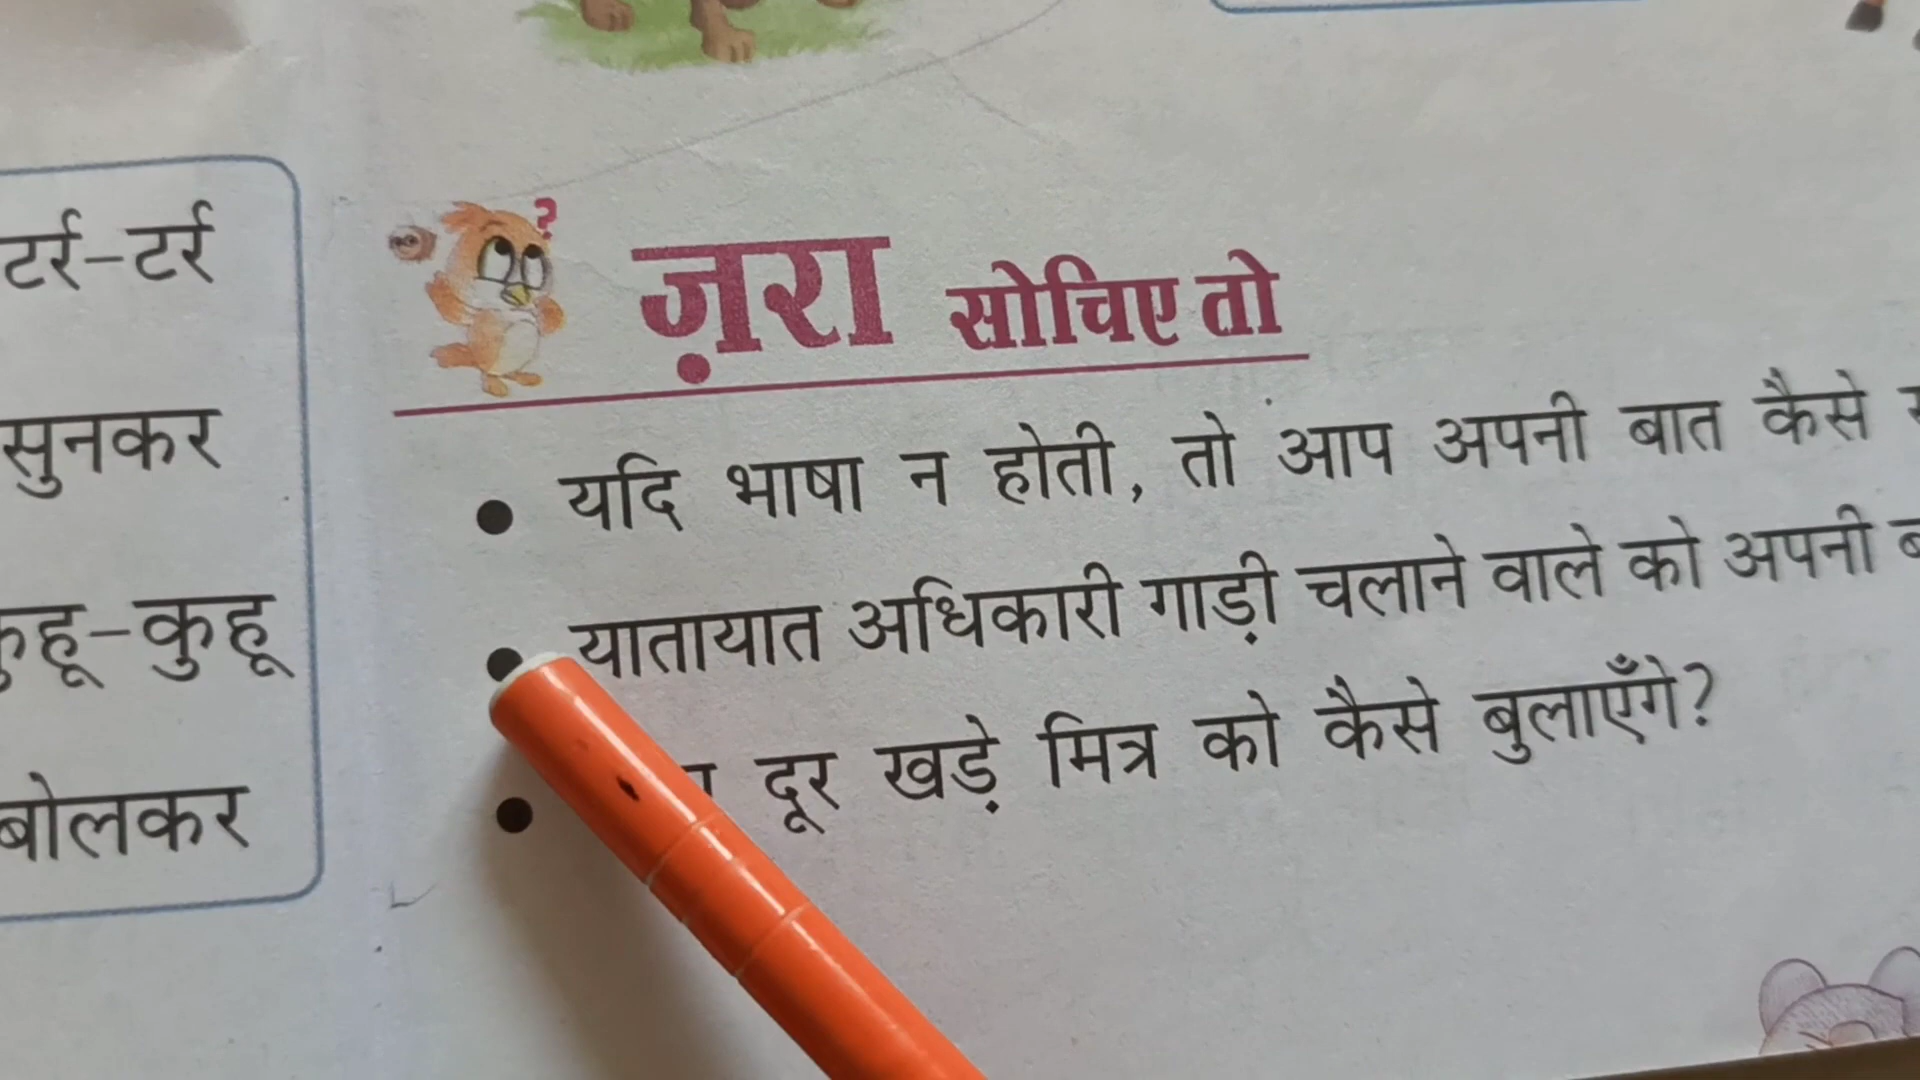 टर्र-टर्र
सुनकर
कुहू-कुहू
बोलकर
ज़रा सोचिए तो
• यदि भाषा न होती, तो आप अपनी बात कैसे
• यातायात अधिकारी गाड़ी चलाने वाले को अपनी
• दूर खड़े मित्र को कैसे बुलाएँगे?